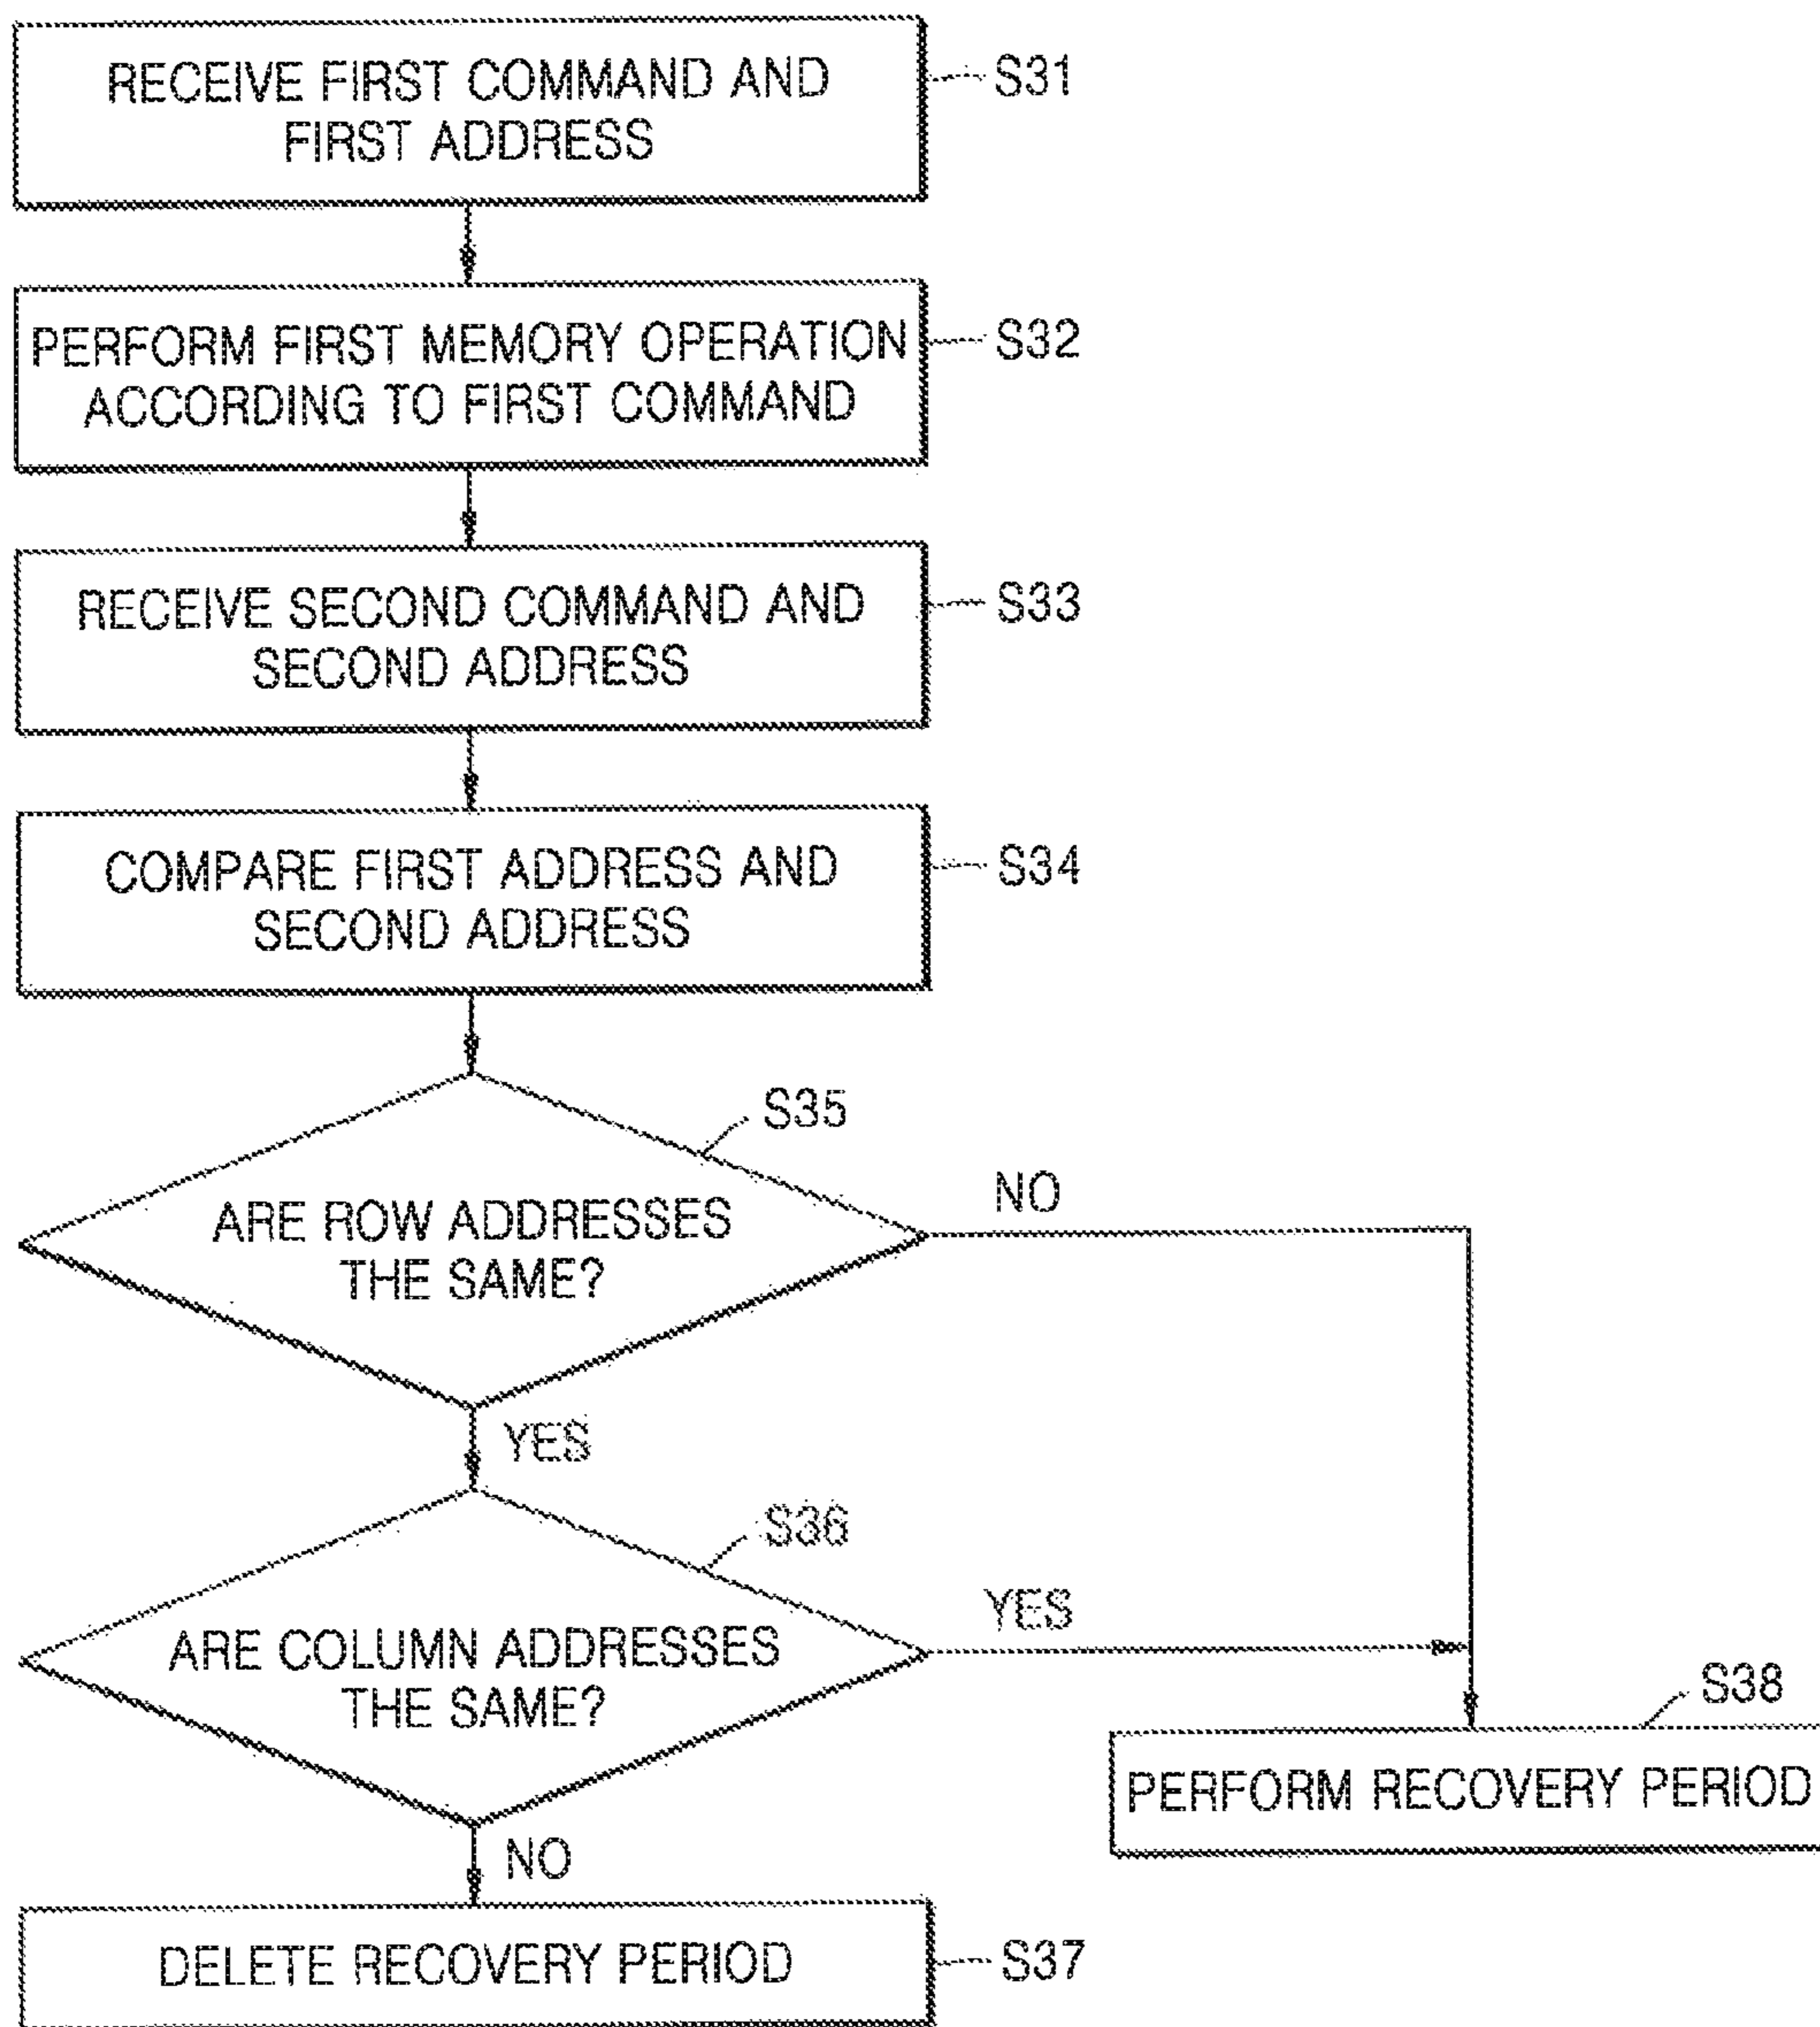 RECEIVE FIRST COMMAND AND
FIRST ADDRESS
S31
PERFORM FIRST MEMORY OPERATION
ACCORDING TO FIRST COMMAND
S32
RECEIVE SECOND COMMAND AND
SECOND ADDRESS
S33
COMPARE FIRST ADDRESS AND
SECOND ADDRESS
S34
S35
ARE ROW ADDRESSES
THE SAME?
NO
YES
S36
ARE COLUMN ADDRESSES
THE SAME?
YES
S38
PERFORM RECOVERY PERIOD
NO
DELETE RECOVERY PERIOD
S37